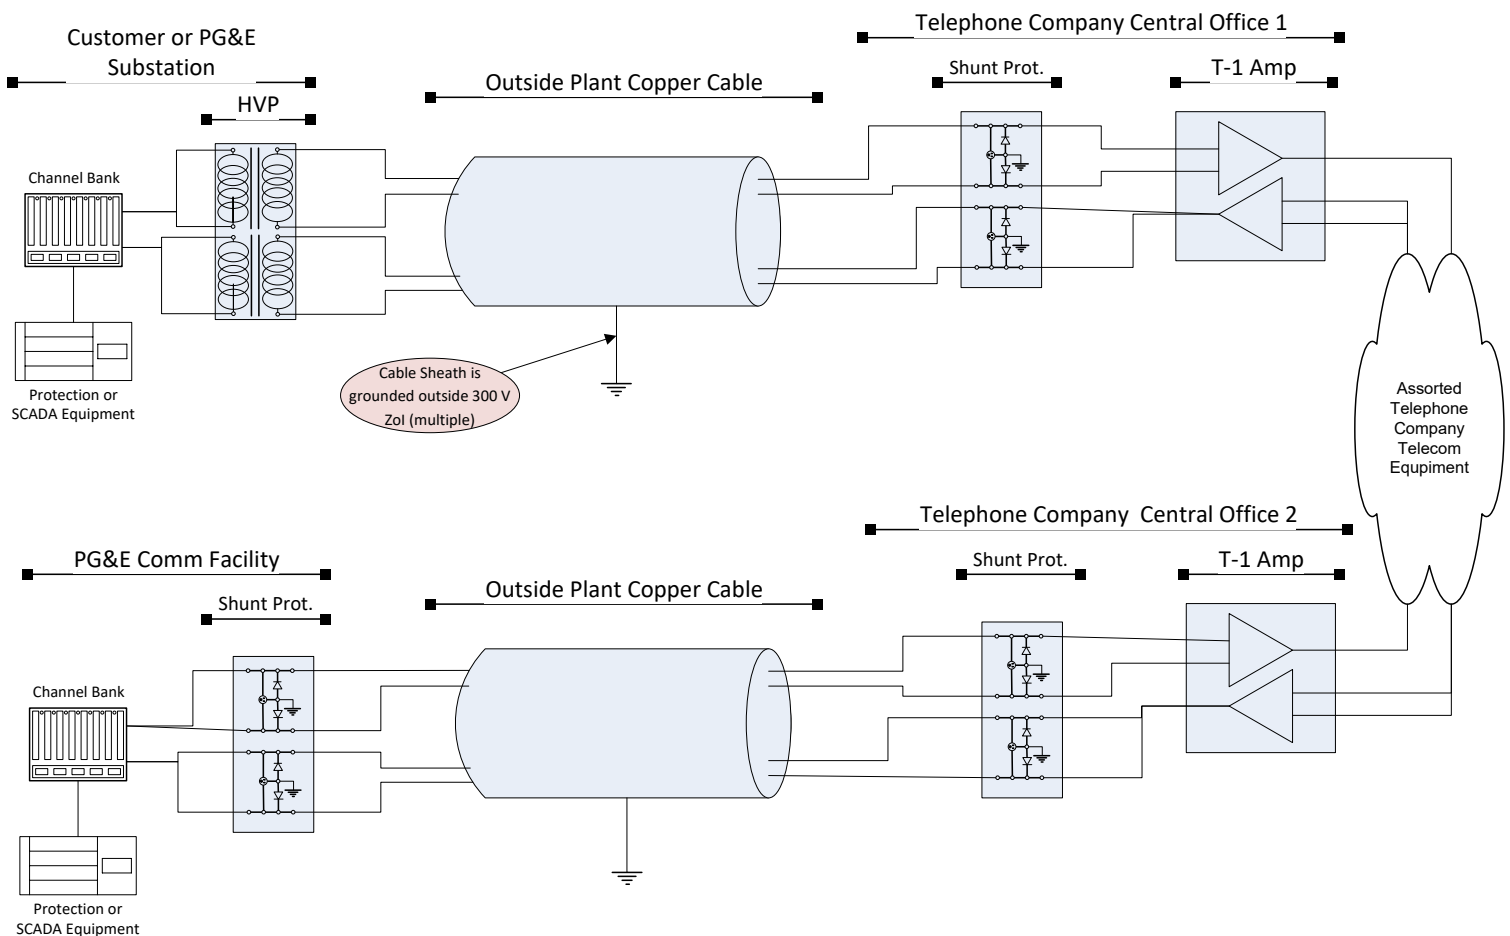 Telephone Company Central Office 1
Customer or PG&E
Substation
Outside Plant Copper Cable
Shunt Prot.
T-1 Amp
HVP
Channel Bank
Protection or
SCADA Equipment
Cable Sheath is
grounded outside 300 V
ZoI (multiple)
Assorted
Telephone
Company
Telecom
Equpiment
Telephone Company  Central Office 2
PG&E Comm Facility
Outside Plant Copper Cable
Shunt Prot.
T-1 Amp
Shunt Prot.
Channel Bank
Protection or
SCADA Equipment